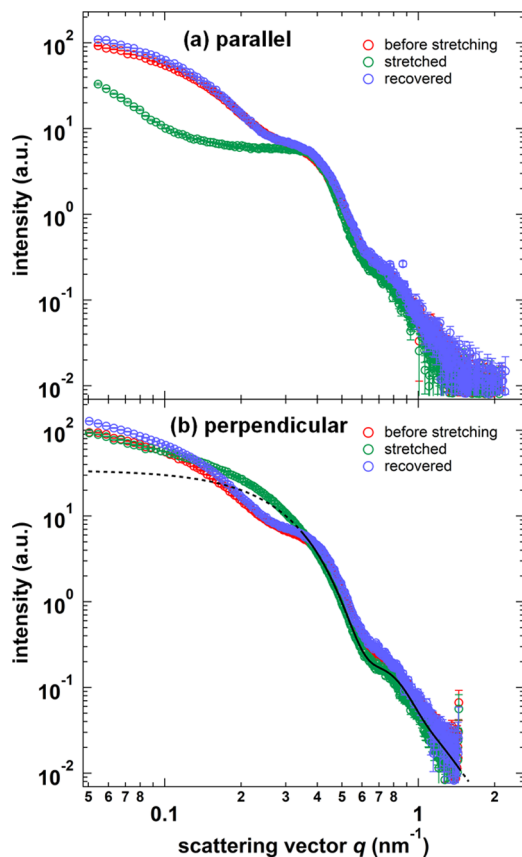 (a) parallel
before stretching
stretched
recovered
intensity (a.u.)
10²
10¹
10⁰
10⁻¹
10⁻²
(b) perpendicular
before stretching
stretched
recovered
intensity (a.u.)
10²
10¹
10⁰
10⁻¹
10⁻²
5 6 7 8 2 3 4 5 6 7 8 2
0.1 1
scattering vector q (nm⁻¹)